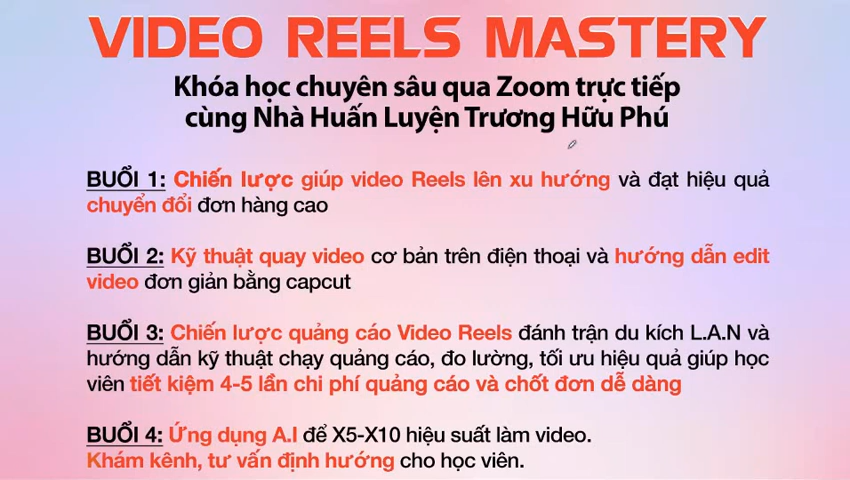 VIDEO REELS MASTERY
Khóa học chuyên sâu qua Zoom trực tiếp
cùng Nhà Huấn Luyện Trương Hữu Phú
BUỔI 1: Chiến lược giúp video Reels lên xu hướng và đạt hiệu quả
chuyển đổi đơn hàng cao
BUỔI 2: Kỹ thuật quay video cơ bản trên điện thoại và hướng dẫn edit
video đơn giản bằng capcut
BUỔI 3: Chiến lược quảng cáo Video Reels đánh trận du kích L.A.N và
hướng dẫn kỹ thuật chạy quảng cáo, đo lường, tối ưu hiệu quả giúp học
viên tiết kiệm 4-5 lần chi phí quảng cáo và chốt đơn dễ dàng
BUỔI 4: Ứng dụng A.I để X5-X10 hiệu suất làm video.
Khám kênh, tư vấn định hướng cho học viên.